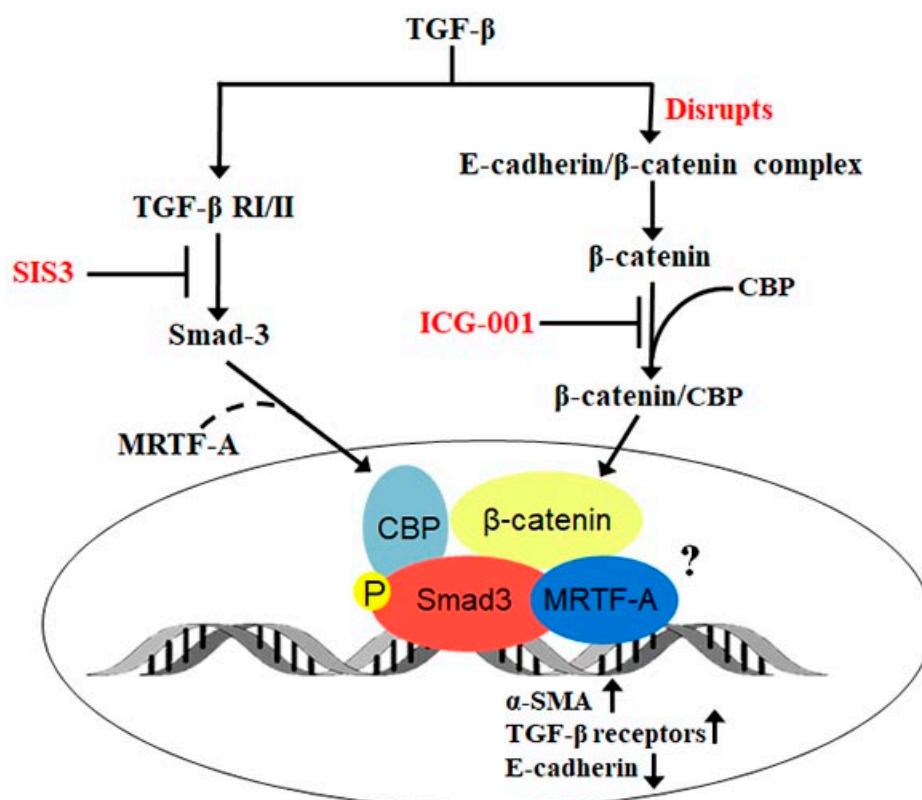 TGF-β
Disrupts
E-cadherin/β-catenin complex
TGF-β RI/II
β-catenin
SIS3
CBP
ICG-001
Smad-3
β-catenin/CBP
MRTF-A
CBP
β-catenin
?
P
Smad3
MRTF-A
α-SMA ↑
TGF-β receptors ↑
E-cadherin ↓